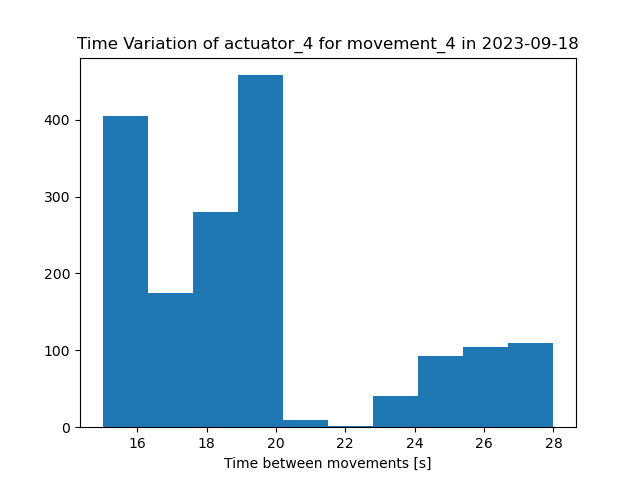 Time Variation of actuator_4 for movement_4 in 2023-09-18
400
300
200
100
0
16 18 20 22 24 26 28
Time between movements [s]